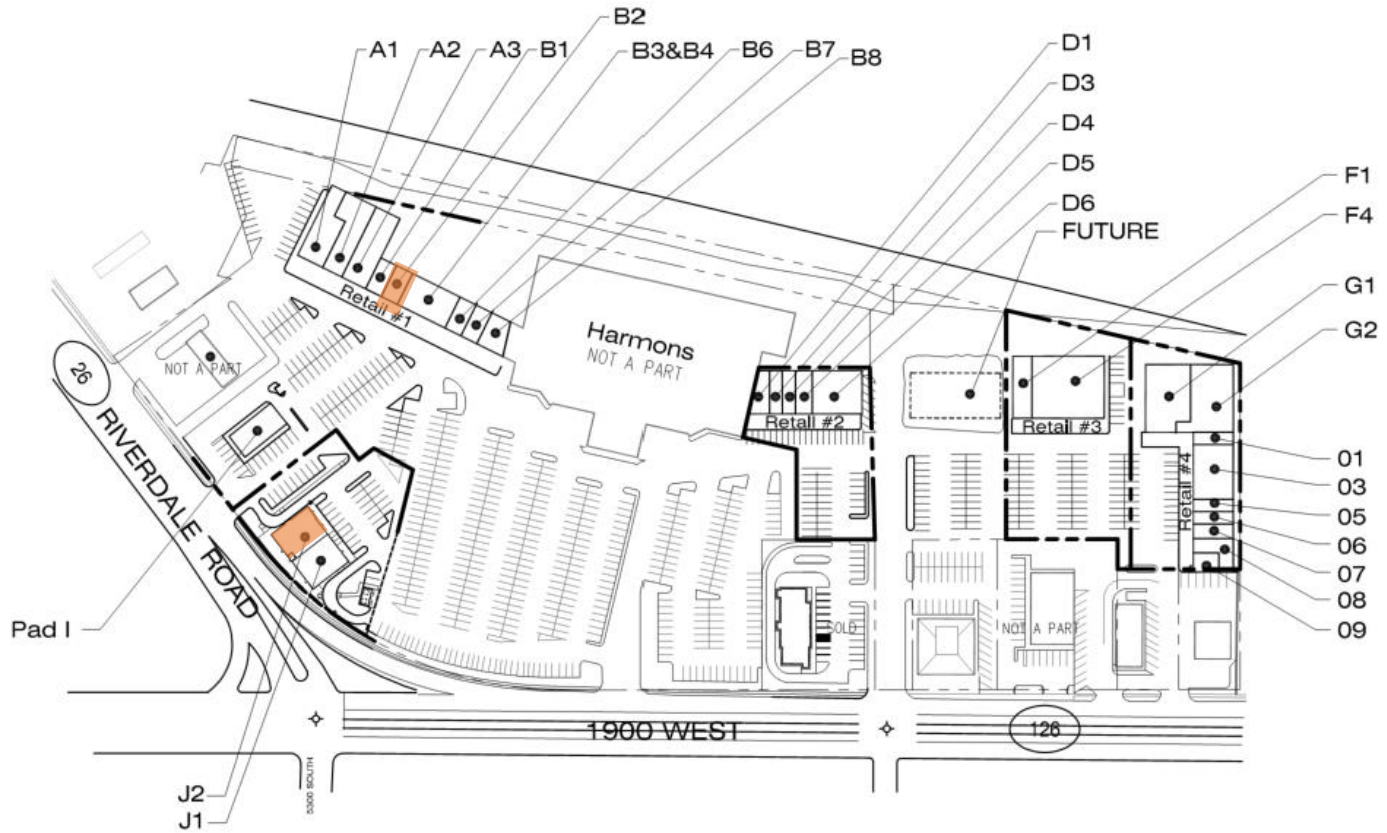 B2
A1
A2
A3
B1
B3&B4
B6
B7
B8
D1
D3
D4
D5
D6
FUTURE
F1
F4
G1
G2
Retail #1
Harmons
NOT A PART
NOT A PART
26
RIVERDALE ROAD
Retail #2
Retail #3
Retail #4
01
03
05
06
07
08
09
Pad I
SOLD
NOT A PART
1900 WEST
126
5300 SOUTH
J2
J1